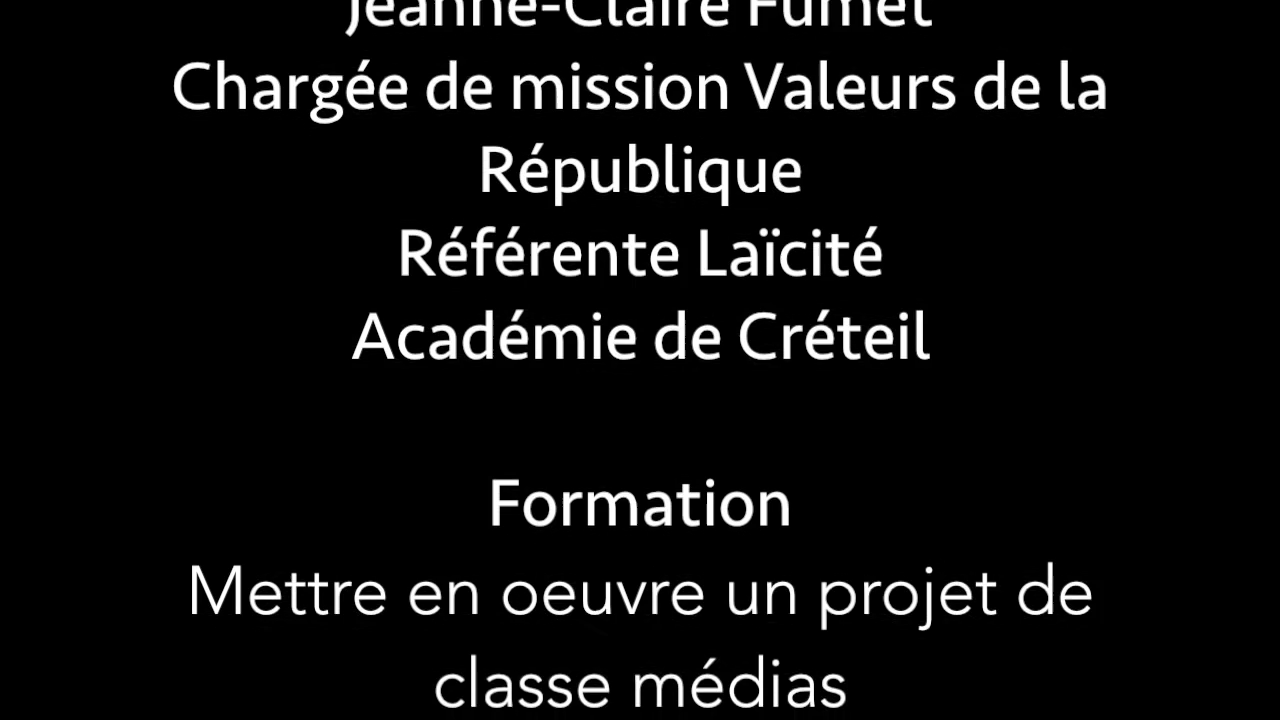 Jeanne-Claire Fumet
Chargée de mission Valeurs de la
République
Référente Laïcité
Académie de Créteil
Formation
Mettre en oeuvre un projet de
classe médias